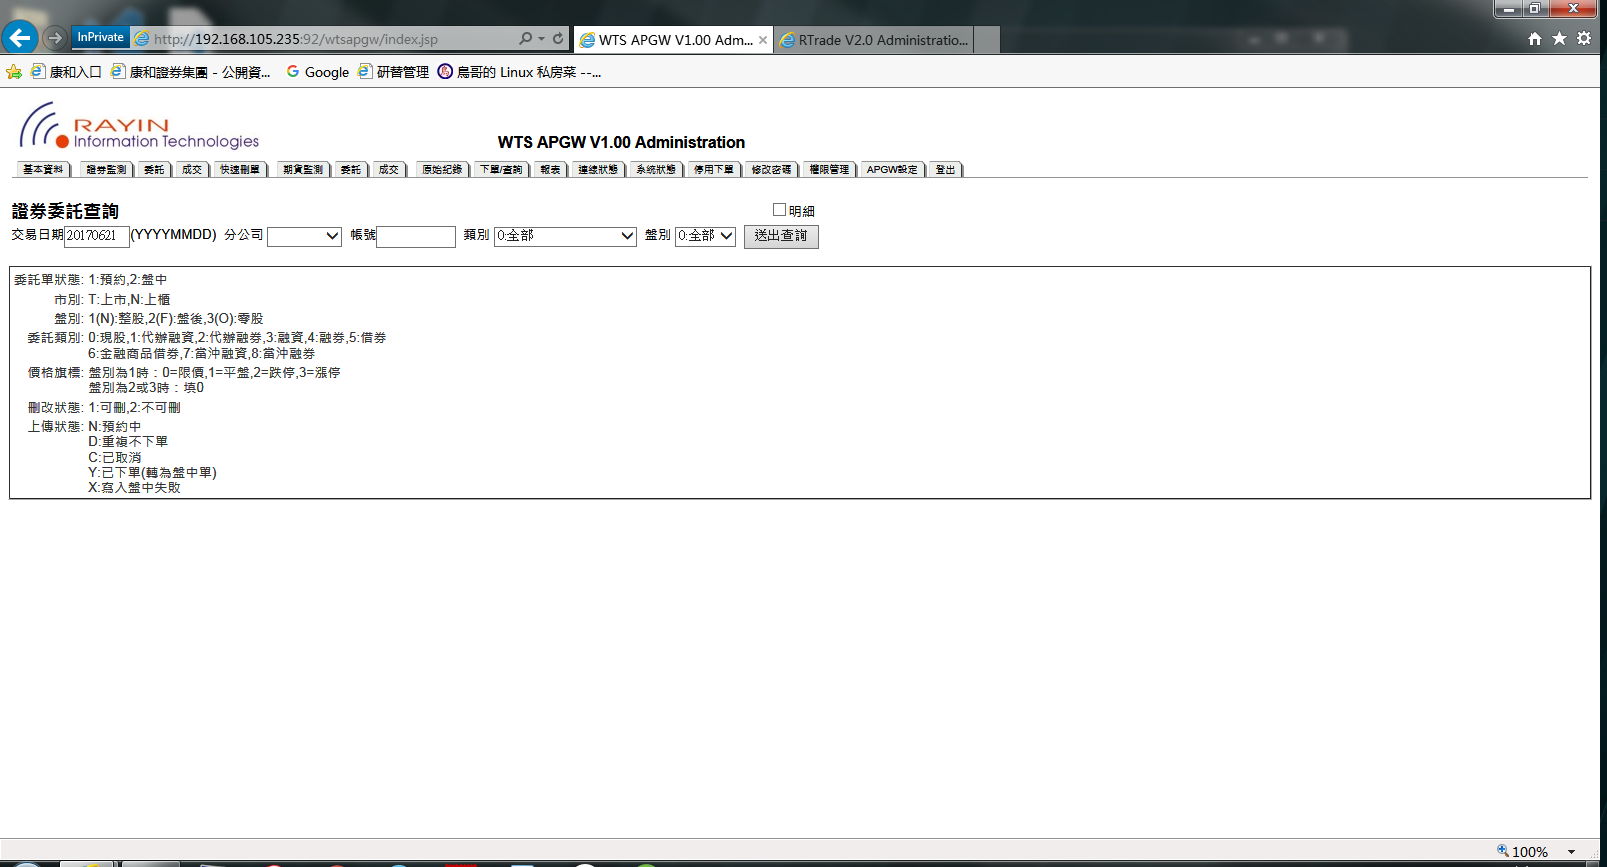 InPrivate http://192.168.105.235:92/wtsapgw/index.jsp WTS APGW V1.00 Adm... RTrade V2.0 Administratio...
康和入口 康和證券集團 - 公開資... Google 研替管理 鳥哥的 Linux 私房菜 --...
RAYIN
Information Technologies
WTS APGW V1.00 Administration
基本資料 證券監測 委託 成交 快速刪單 期貨監測 委託 成交 原始紀錄 下單/查詢 報表 連線狀態 系統狀態 停用下單 修改密碼 權限管理 APGW設定 登出
證券委託查詢 明細
交易日期 20170621 (YYYYMMDD) 分公司 帳號 類別 0:全部 盤別 0:全部 送出查詢
委託單狀態: 1:預約,2:盤中
市別: T:上市,N:上櫃
盤別: 1(N):整股,2(F):盤後,3(O):零股
委託類別: 0:現股,1:代辦融資,2:代辦融券,3:融資,4:融券,5:借券
6:金融商品借券,7:當沖融資,8:當沖融券
價格旗標: 盤別為1時：0=限價,1=平盤,2=跌停,3=漲停
盤別為2或3時：填0
刪改狀態: 1:可刪,2:不可刪
上傳狀態: N:預約中
D:重複不下單
C:已取消
Y:已下單(轉為盤中單)
X:寫入盤中失敗
100%